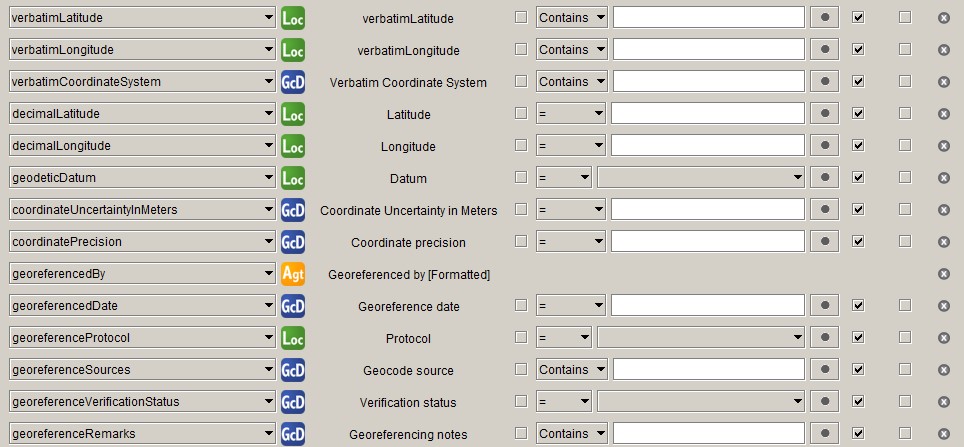 verbatimLatitude Loc verbatimLatitude Contains
verbatimLongitude Loc verbatimLongitude Contains
verbatimCoordinateSystem GcD Verbatim Coordinate System Contains
decimalLatitude Loc Latitude =
decimalLongitude Loc Longitude =
geodeticDatum Loc Datum =
coordinateUncertaintyInMeters GcD Coordinate Uncertainty in Meters =
coordinatePrecision GcD Coordinate precision =
georeferencedBy Agt Georeferenced by [Formatted]
georeferencedDate GcD Georeference date =
georeferenceProtocol Loc Protocol =
georeferenceSources GcD Geocode source Contains
georeferenceVerificationStatus GcD Verification status =
georeferenceRemarks GcD Georeferencing notes Contains